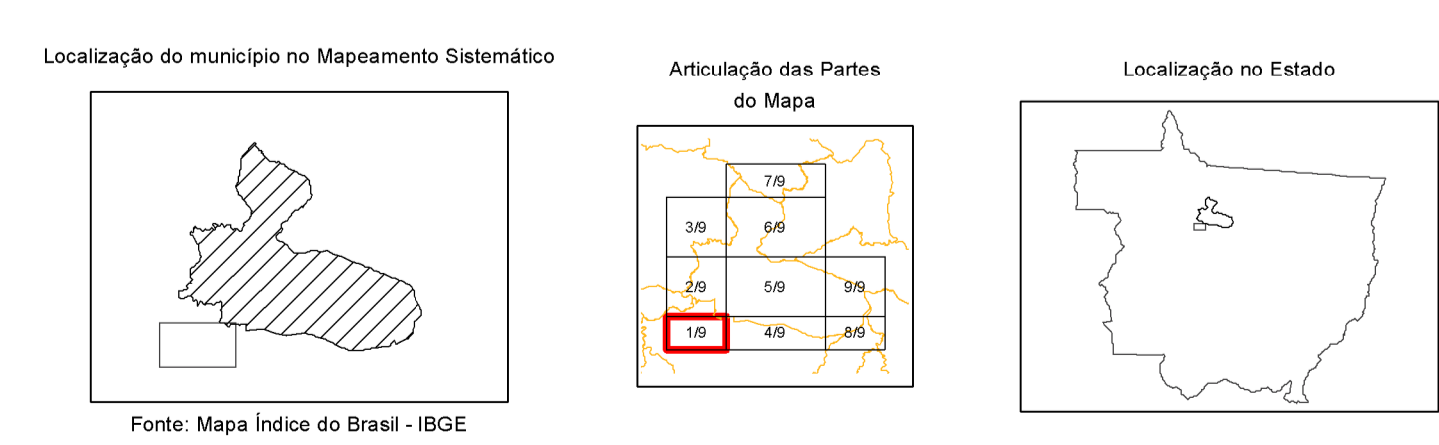 Localização do município no Mapeamento Sistemático
Fonte: Mapa Índice do Brasil - IBGE
Articulação das Partes
do Mapa
7/9
3/9 6/9
2/9 5/9 9/9
1/9 4/9 8/9
Localização no Estado